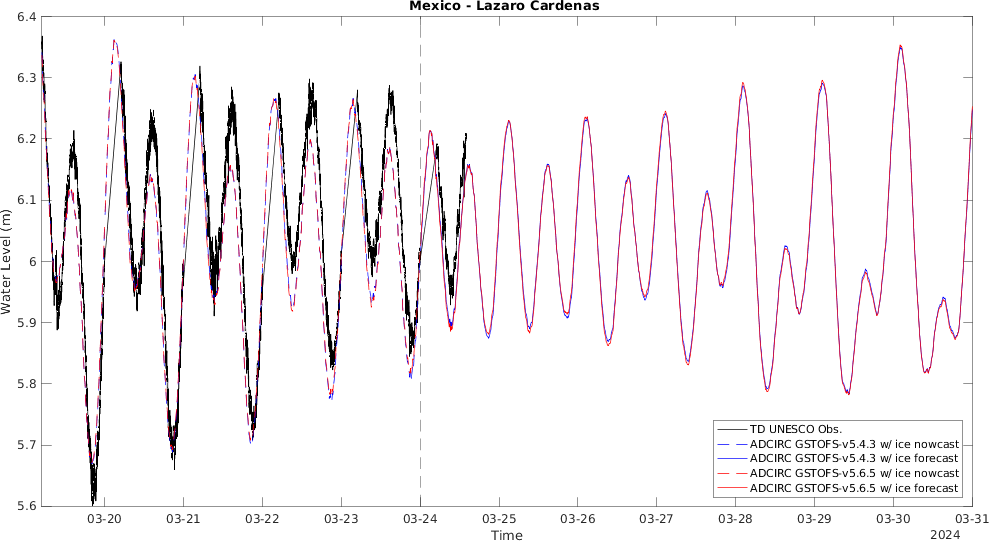 Mexico - Lazaro Cardenas
Water Level (m)
6.4
6.3
6.2
6.1
6
5.9
5.8
5.7
5.6
03-20
03-21
03-22
03-23
03-24
03-25
03-26
03-27
03-28
03-29
03-30
03-31
Time
2024
TD UNESCO Obs.
ADCIRC GSTOFS-v5.4.3 w/ ice nowcast
ADCIRC GSTOFS-v5.4.3 w/ ice forecast
ADCIRC GSTOFS-v5.6.5 w/ ice nowcast
ADCIRC GSTOFS-v5.6.5 w/ ice forecast